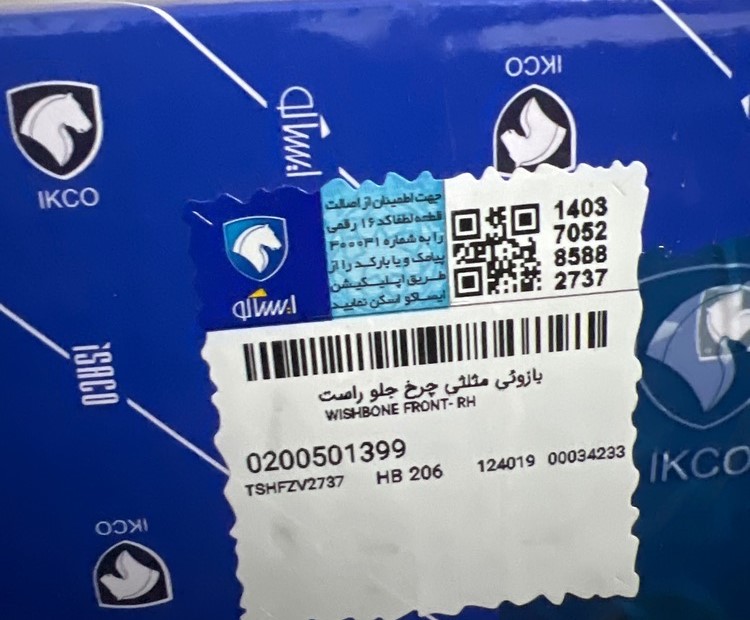 IKCO
ایساکو
IKCO
جهت اطمینان از اصالت
قطعه لطفا کد ۱۶ رقمی
را به شماره ۳۰۰۰۳۱
پیامک و یا بارکد را از
طریق اپلیکیشن
ایساکو اسکن نمایید
1403
7052
8588
2737
ایساکو
بازوئی مثلثی چرخ جلو راست
WISHBONE FRONT- RH
0200501399
TSHFZV2737 HB 206 124019 00034233
ISACO
IKCO
IKCO